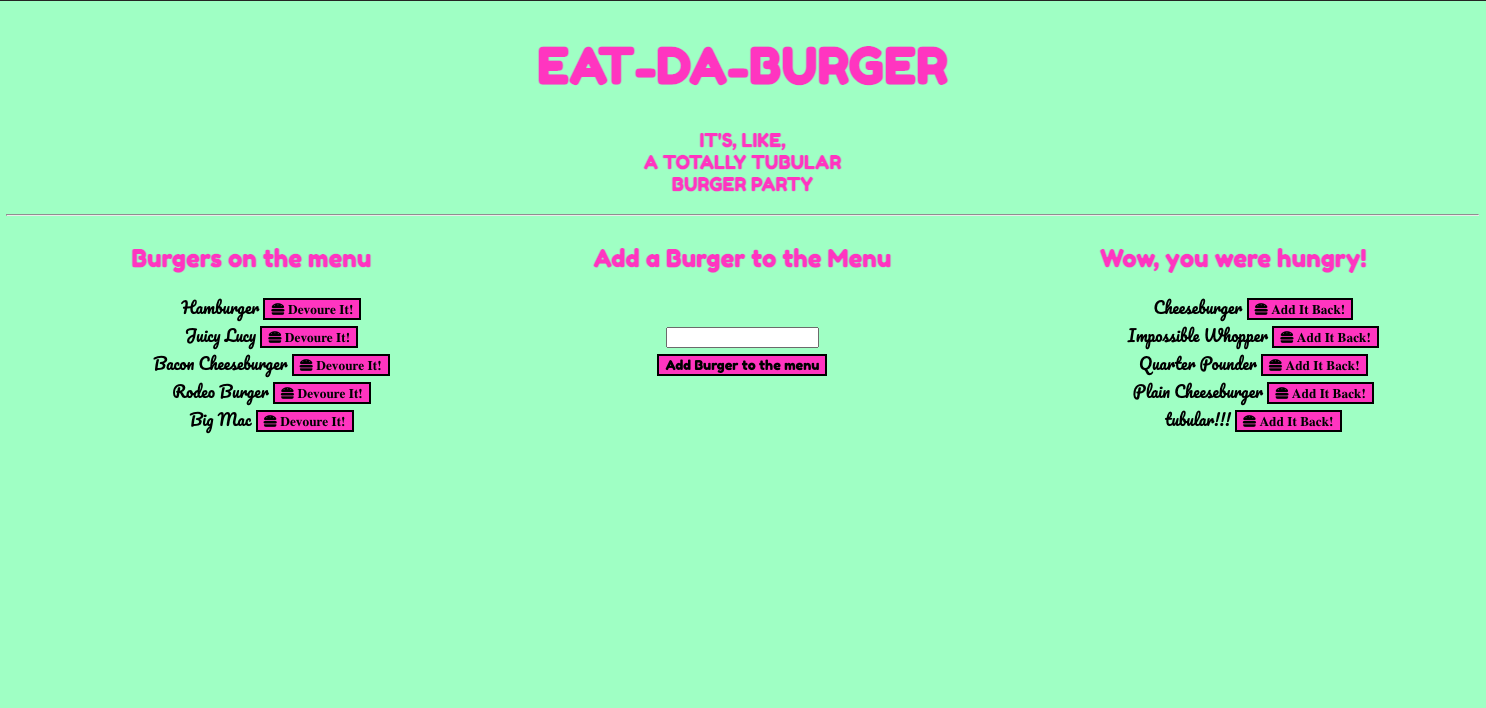 EAT-DA-BURGER
IT'S, LIKE,
A TOTALLY TUBULAR
BURGER PARTY
Burgers on the menu
Hamburger Devoure It!
Juicy Lucy Devoure It!
Bacon Cheeseburger Devoure It!
Rodeo Burger Devoure It!
Big Mac Devoure It!
Add a Burger to the Menu
Add Burger to the menu
Wow, you were hungry!
Cheeseburger Add It Back!
Impossible Whopper Add It Back!
Quarter Pounder Add It Back!
Plain Cheeseburger Add It Back!
tubular!!! Add It Back!